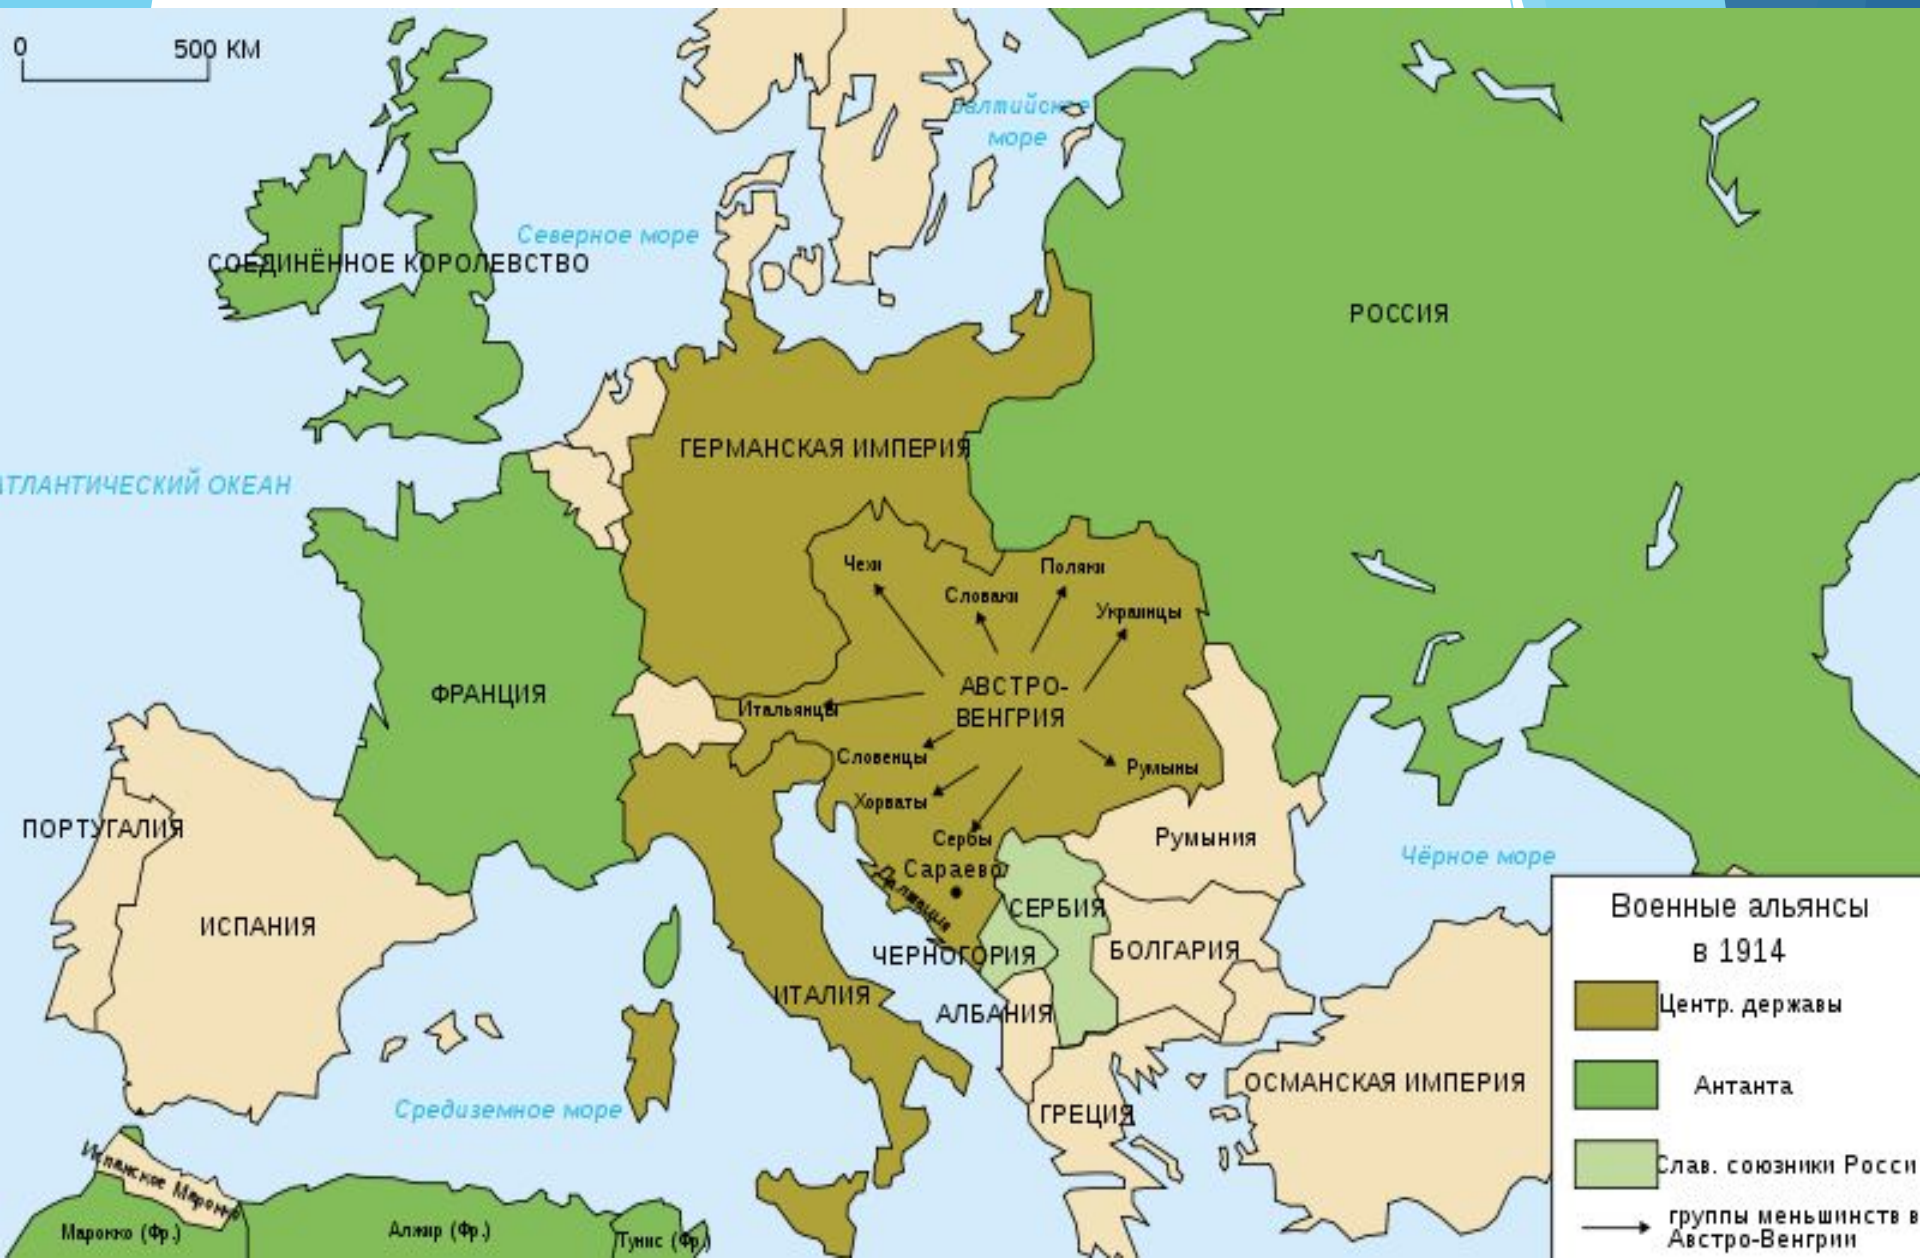 0 500 КМ
Балтийское
море
Северное море
СОЕДИНЁННОЕ КОРОЛЕВСТВО
РОССИЯ
ГЕРМАНСКАЯ ИМПЕРИЯ
АТЛАНТИЧЕСКИЙ ОКЕАН
Чехи
Поляки
Словаки
Украинцы
ФРАНЦИЯ
АВСТРО-
ВЕНГРИЯ
Итальянцы
Словенцы
Румыны
Хорваты
ПОРТУГАЛИЯ
Сербы
Румыния
Чёрное море
Сараево
Далмация
ИСПАНИЯ
СЕРБИЯ
ЧЕРНОГОРИЯ
БОЛГАРИЯ
ИТАЛИЯ
АЛБАНИЯ
ОСМАНСКАЯ ИМПЕРИЯ
Средиземное море
ГРЕЦИЯ
Испанское Марокко
Марокко (Фр.)
Алжир (Фр.)
Тунис (Фр.)
Военные альянсы
в 1914
Центр. державы
Антанта
Слав. союзники Росси
группы меньшинств в
Австро-Венгрии